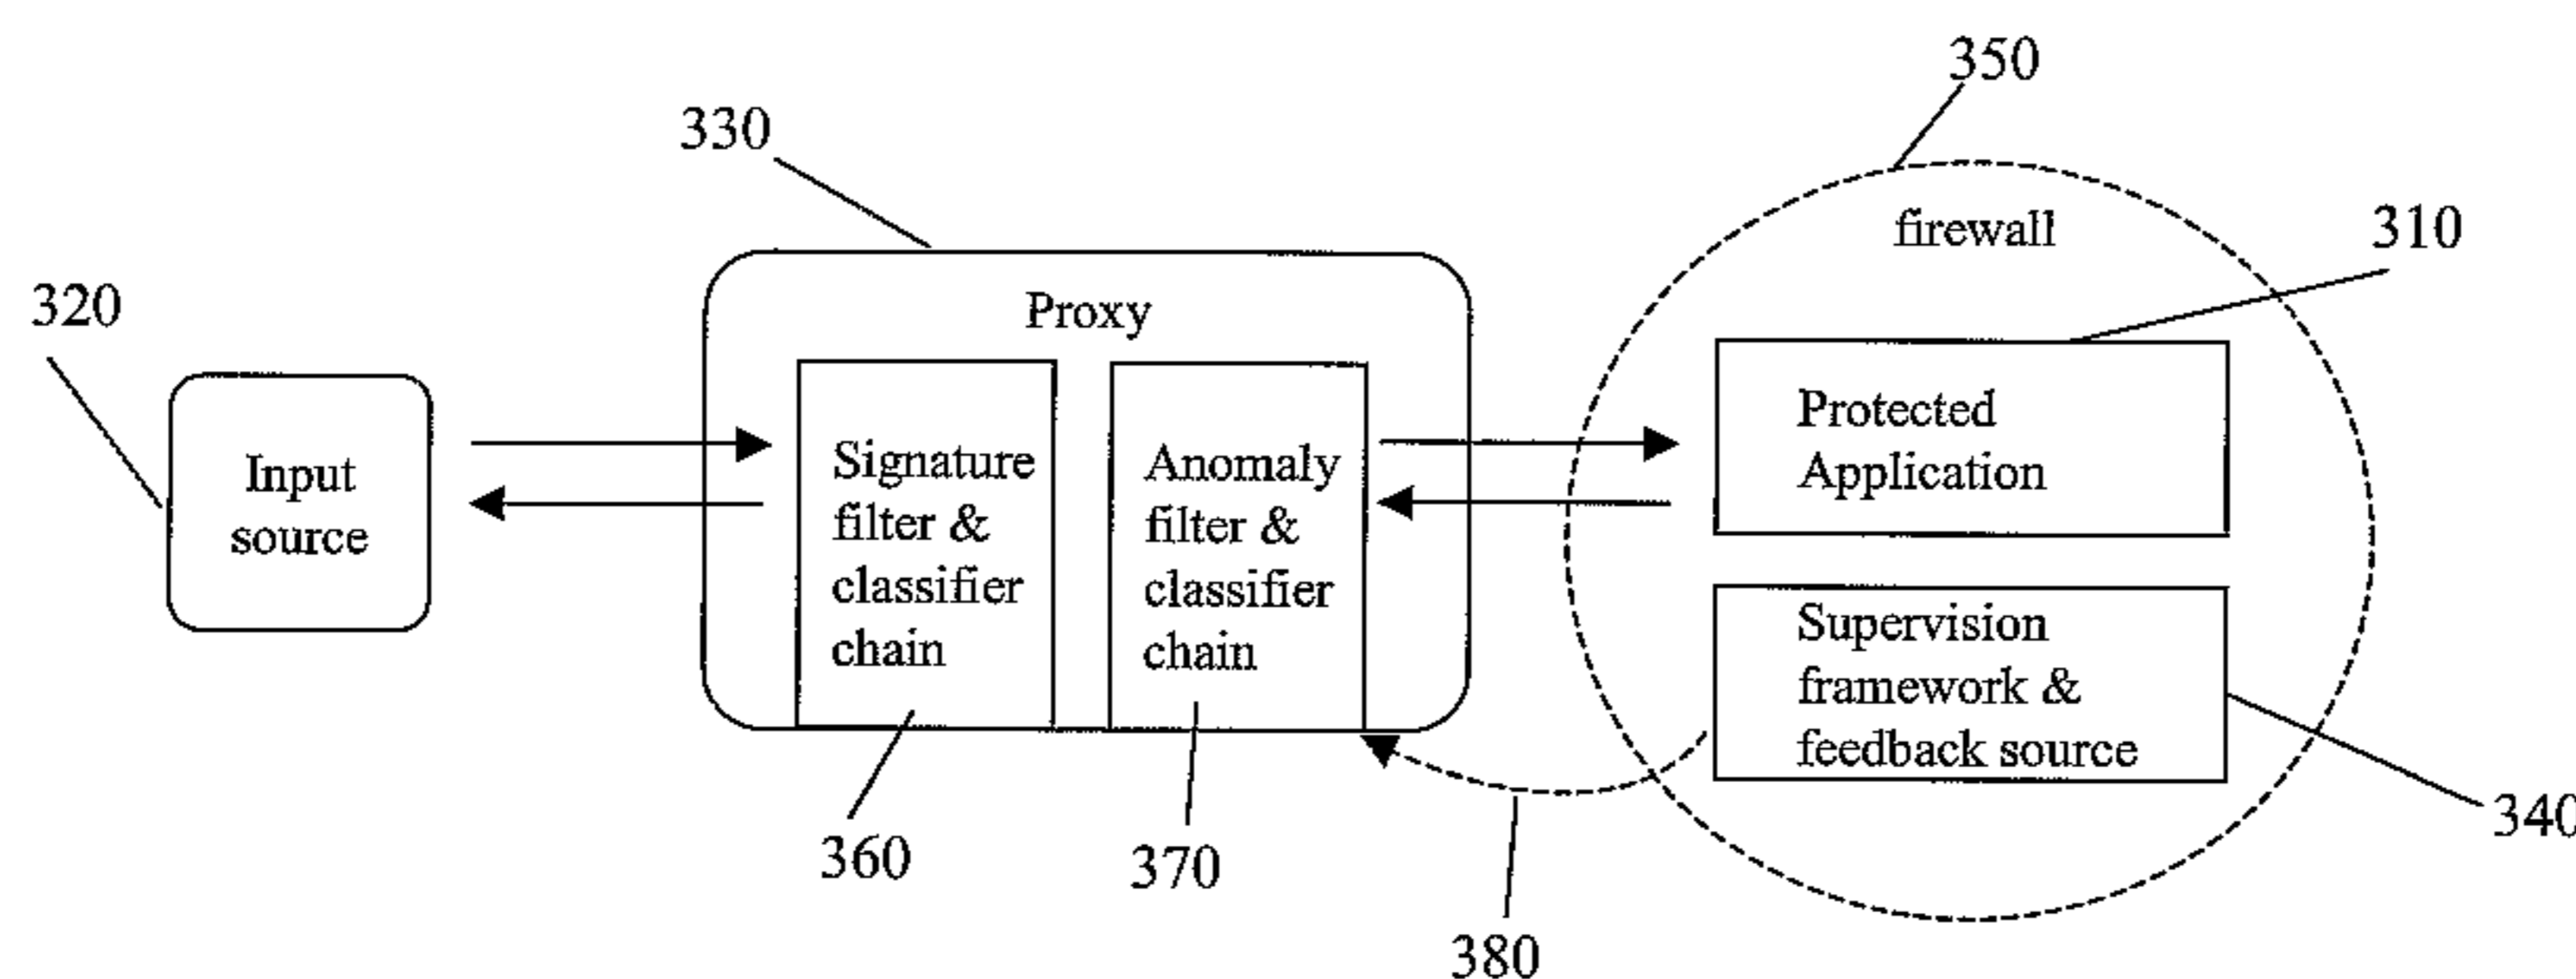 350
330
firewall
310
320
Proxy
Input
source
Signature
filter &
classifier
chain
Anomaly
filter &
classifier
chain
Protected
Application
Supervision
framework &
feedback source
360
370
340
380